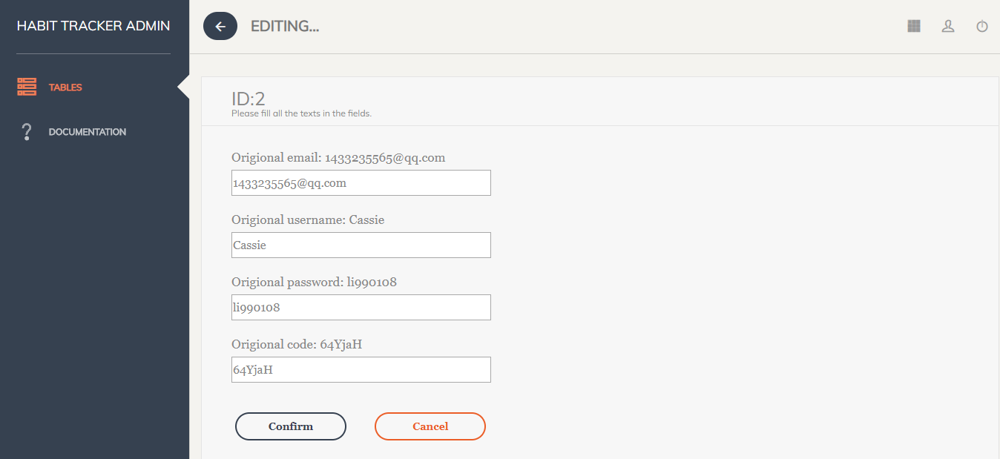 HABIT TRACKER ADMIN
EDITING...
TABLES
DOCUMENTATION
ID:2
Please fill all the texts in the fields.
Origional email: 1433235565@qq.com
1433235565@qq.com
Origional username: Cassie
Cassie
Origional password: li990108
li990108
Origional code: 64YjaH
64YjaH
Confirm Cancel